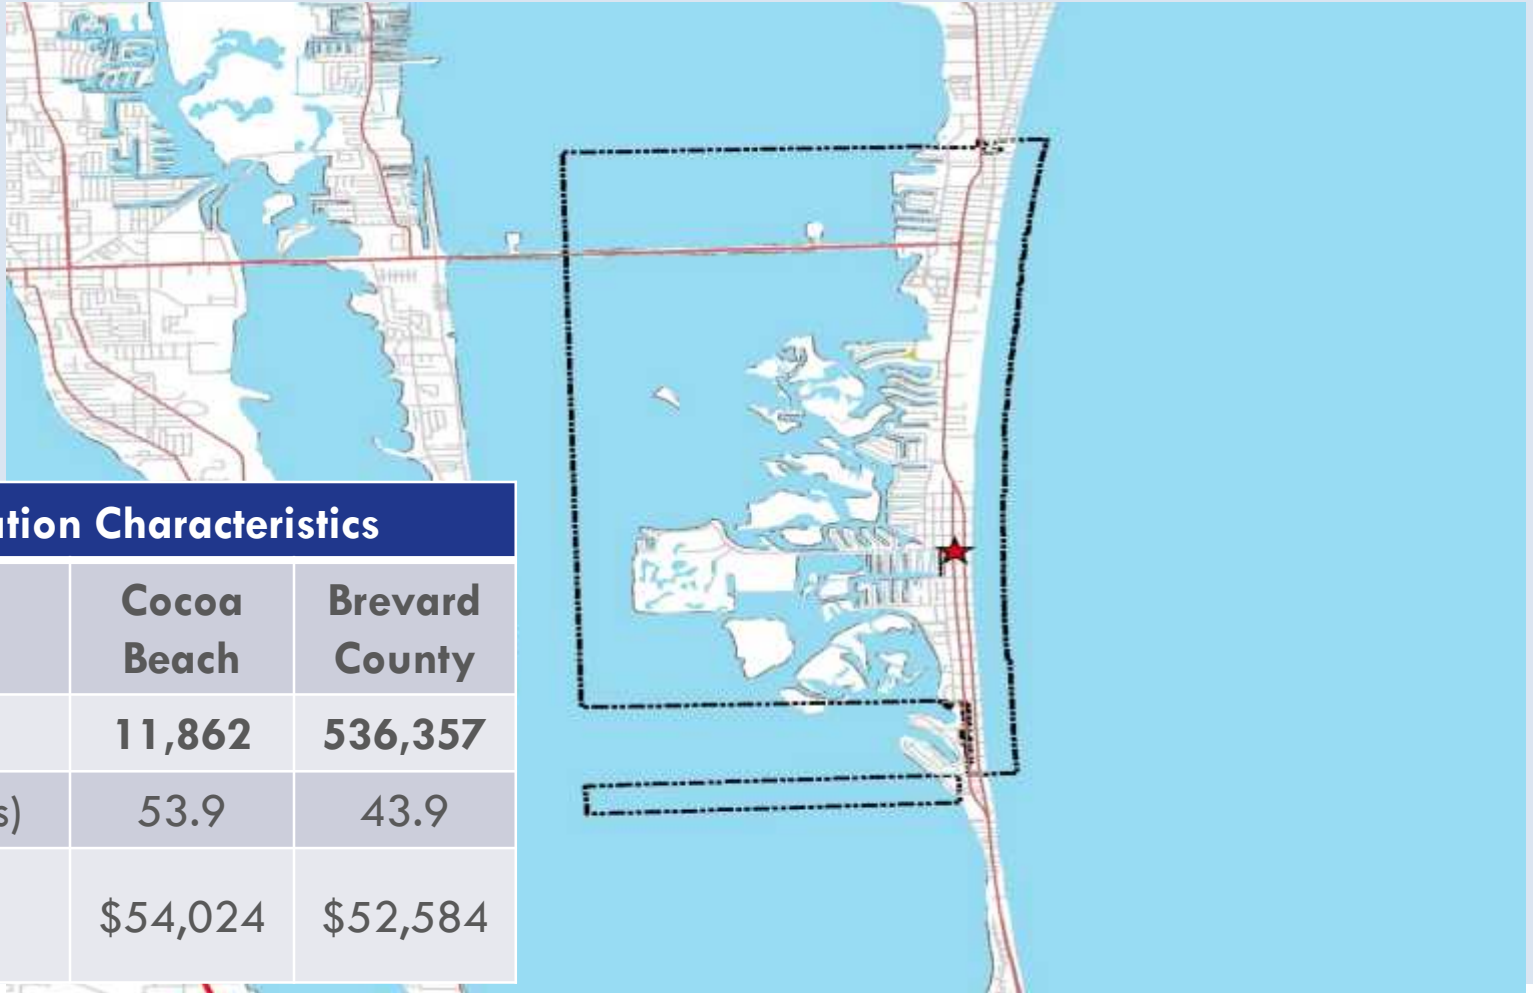 ation Characteristics
Cocoa Beach
Brevard County
11,862 536,357
s) 53.9 43.9
$54,024 $52,584